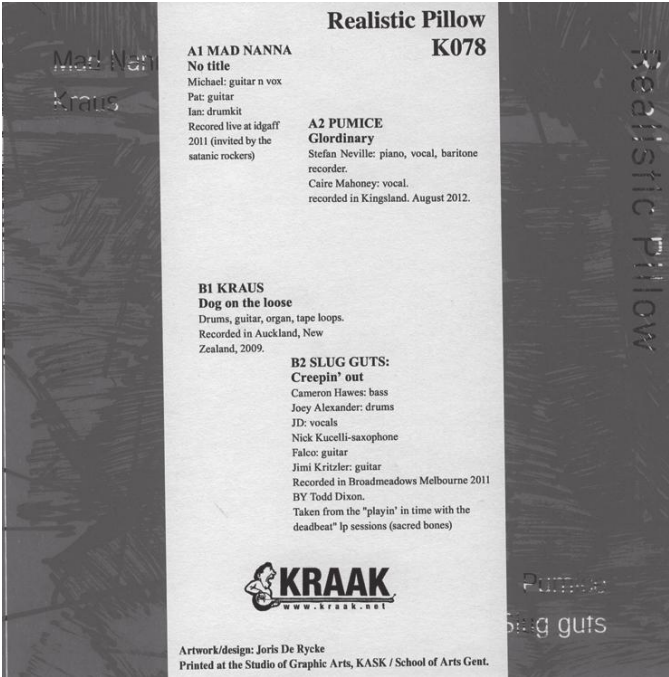 Realistic Pillow
K078
A1 MAD NANNA
No title
Michael: guitar n vox
Pat: guitar
Ian: drumkit
Recored live at idgaff
2011 (invited by the
satanic rockers)
A2 PUMICE
Glordinary
Stefan Neville: piano, vocal, baritone
recorder.
Caire Mahoney: vocal.
recorded in Kingsland. August 2012.
B1 KRAUS
Dog on the loose
Drums, guitar, organ, tape loops.
Recorded in Auckland, New
Zealand, 2009.
B2 SLUG GUTS:
Creepin' out
Cameron Hawes: bass
Joey Alexander: drums
JD: vocals
Nick Kucelli-saxophone
Falco: guitar
Jimi Kritzler: guitar
Recorded in Broadmeadows Melbourne 2011
BY Todd Dixon.
Taken from the "playin' in time with the
deadbeat" lp sessions (sacred bones)
KRAAK
www.kraak.net
Artwork/design: Joris De Rycke
Printed at the Studio of Graphic Arts, KASK / School of Arts Gent.
Mad Nan
Kraus
Realistic Pillow
Pumice
Slug guts